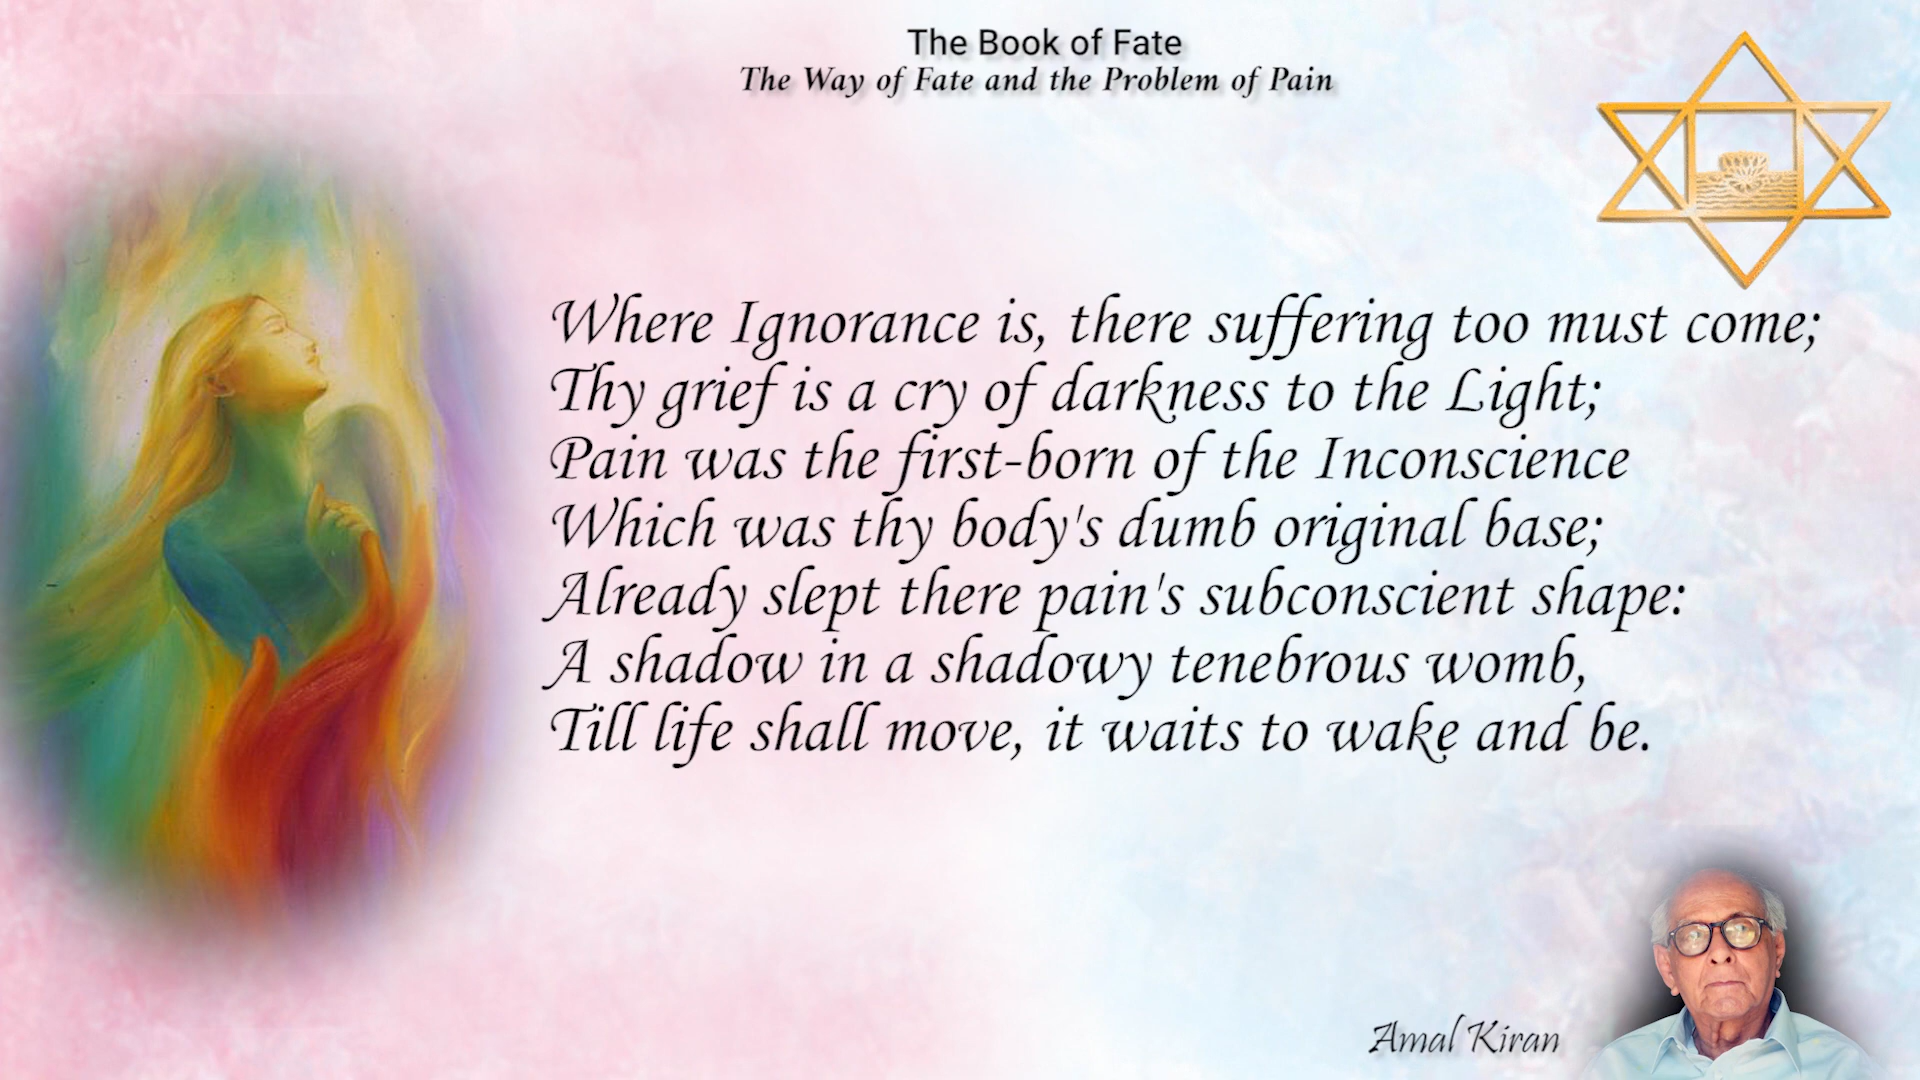 The Book of Fate
The Way of Fate and the Problem of Pain
Where Ignorance is, there suffering too must come;
Thy grief is a cry of darkness to the Light;
Pain was the first-born of the Inconscience
Which was thy body's dumb original base;
Already slept there pain's subconscient shape:
A shadow in a shadowy tenebrous womb,
Till life shall move, it waits to wake and be.
Amal Kiran